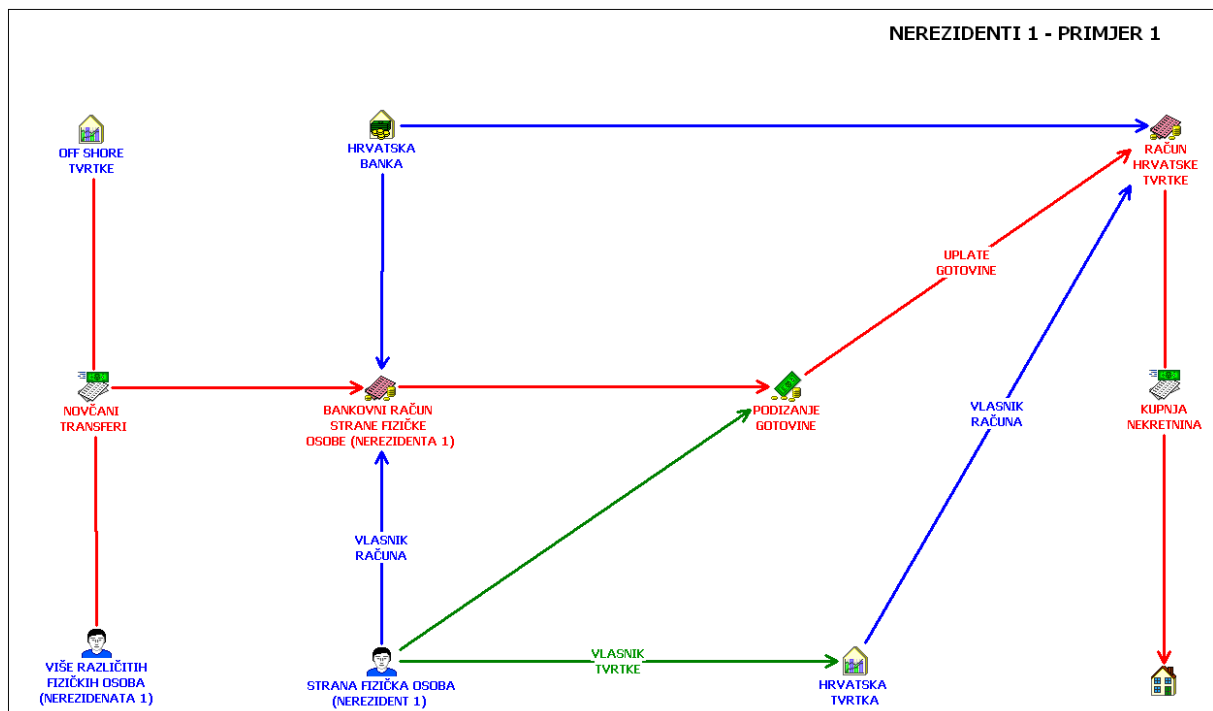 NEREZIDENTI 1 - PRIMJER 1
OFF SHORE
TVRTKE
HRVATSKA
BANKA
RAČUN
HRVATSKE
TVRTKE
UPLATE
GOTOVINE
NOVČANI
TRANSFERI
BANKOVNI RAČUN
STRANE FIZIČKE
OSOBE (NEREZIDENTA 1)
PODIZANJE
GOTOVINE
VLASNIK
RAČUNA
KUPNJA
NEKRETNINA
VLASNIK
RAČUNA
VIŠE RAZLIČITIH
FIZIČKIH OSOBA
(NEREZIDENATA 1)
STRANA FIZIČKA OSOBA
(NEREZIDENT 1)
VLASNIK
TVRTKE
HRVATSKA
TVRTKA